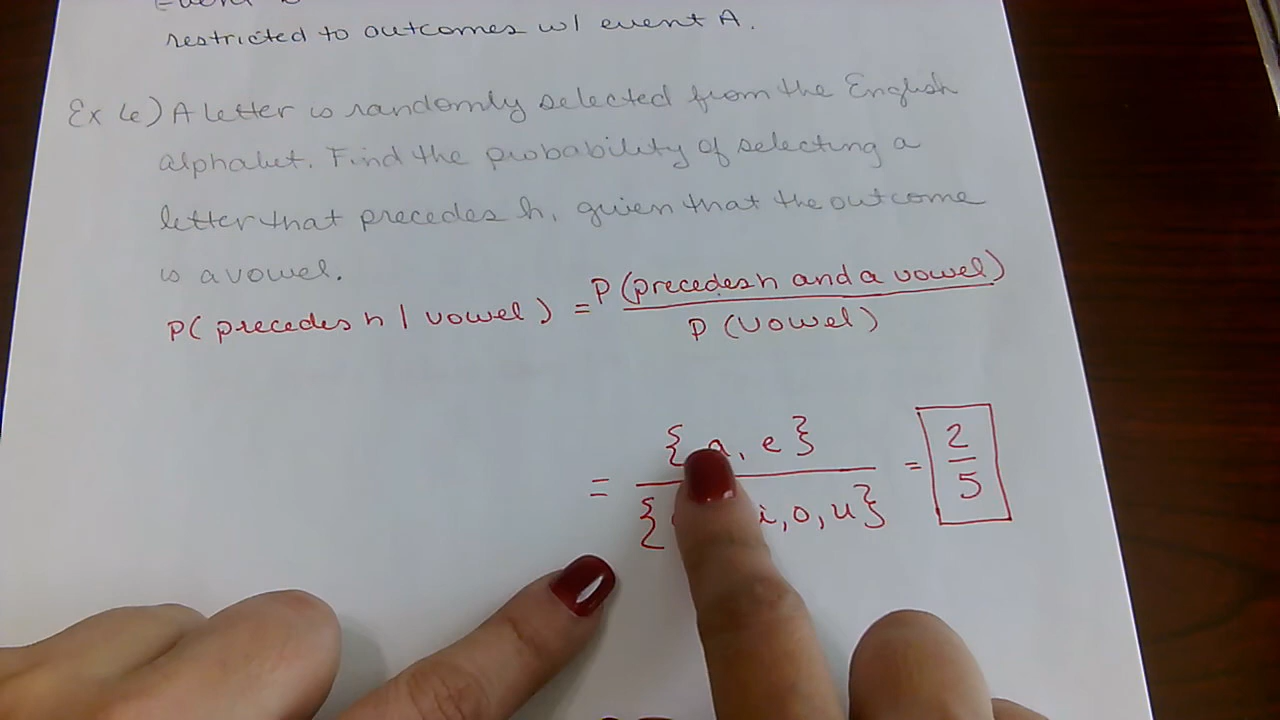 restricted to outcomes w/ event A.
Ex 6) A letter is randomly selected from the English
alphabet. Find the probability of selecting a
letter that precedes h, given that the outcome
is a vowel.
P( precedes h | vowel ) = P (precedes h and a vowel)
P (vowel)
= {a, e} = 2/5
{ i, o, u}